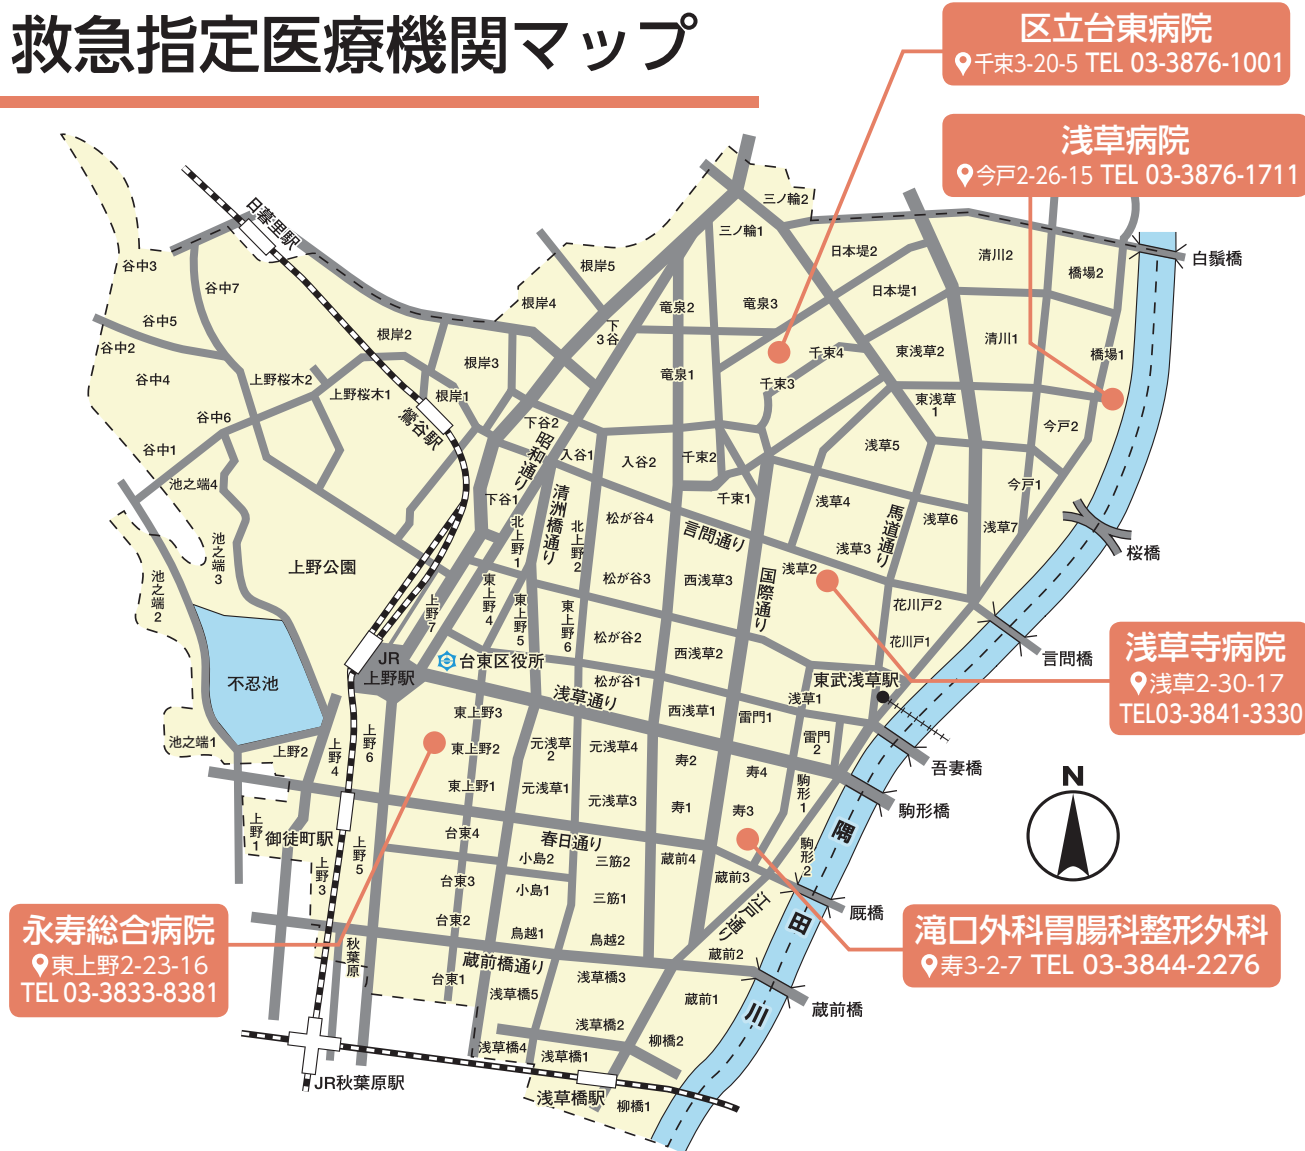 救急指定医療機関マップ
区立台東病院
千束3-20-5 TEL 03-3876-1001
浅草病院
今戸2-26-15 TEL 03-3876-1711
浅草寺病院
浅草2-30-17
TEL03-3841-3330
滝口外科胃腸科整形外科
寿3-2-7 TEL 03-3844-2276
永寿総合病院
東上野2-23-16
TEL 03-3833-8381
三ノ輪2
三ノ輪1
日暮里駅
谷中3
谷中7
谷中5
谷中2
谷中4
谷中6
谷中1
根岸5
根岸4
根岸2
根岸3
根岸1
上野桜木2
上野桜木1
鶯谷駅
下谷3
竜泉2
竜泉3
竜泉1
日本堤2
日本堤1
清川2
清川1
橋場2
橋場1
白鬚橋
千束4
千束3
東浅草2
東浅草1
今戸2
今戸1
浅草5
浅草4
浅草6
浅草7
浅草3
浅草2
馬道通り
桜橋
下谷2
昭和通り
入谷1
入谷2
千束2
千束1
下谷1
清洲橋通り
北上野1
北上野2
松が谷4
言問通り
松が谷3
西浅草3
国際通り
池之端4
池之端3
池之端2
上野公園
不忍池
池之端1
上野7
東上野4
東上野5
東上野6
松が谷2
西浅草2
花川戸2
花川戸1
言問橋
JR
上野駅
台東区役所
松が谷1
浅草通り
西浅草1
東武浅草駅
浅草1
雷門1
雷門2
吾妻橋
東上野3
東上野2
東上野1
元浅草2
元浅草4
元浅草1
元浅草3
寿2
寿4
寿1
寿3
駒形1
駒形2
駒形橋
上野2
上野4
上野6
上野1
御徒町駅
上野3
上野5
台東4
春日通り
小島2
三筋2
蔵前4
蔵前3
台東3
小島1
三筋1
江戸通り
厩橋
台東2
鳥越1
鳥越2
蔵前2
秋葉原
蔵前橋通り
台東1
浅草橋5
浅草橋3
蔵前1
蔵前橋
浅草橋2
浅草橋4
浅草橋1
柳橋2
JR秋葉原駅
浅草橋駅
柳橋1
隅田川
N